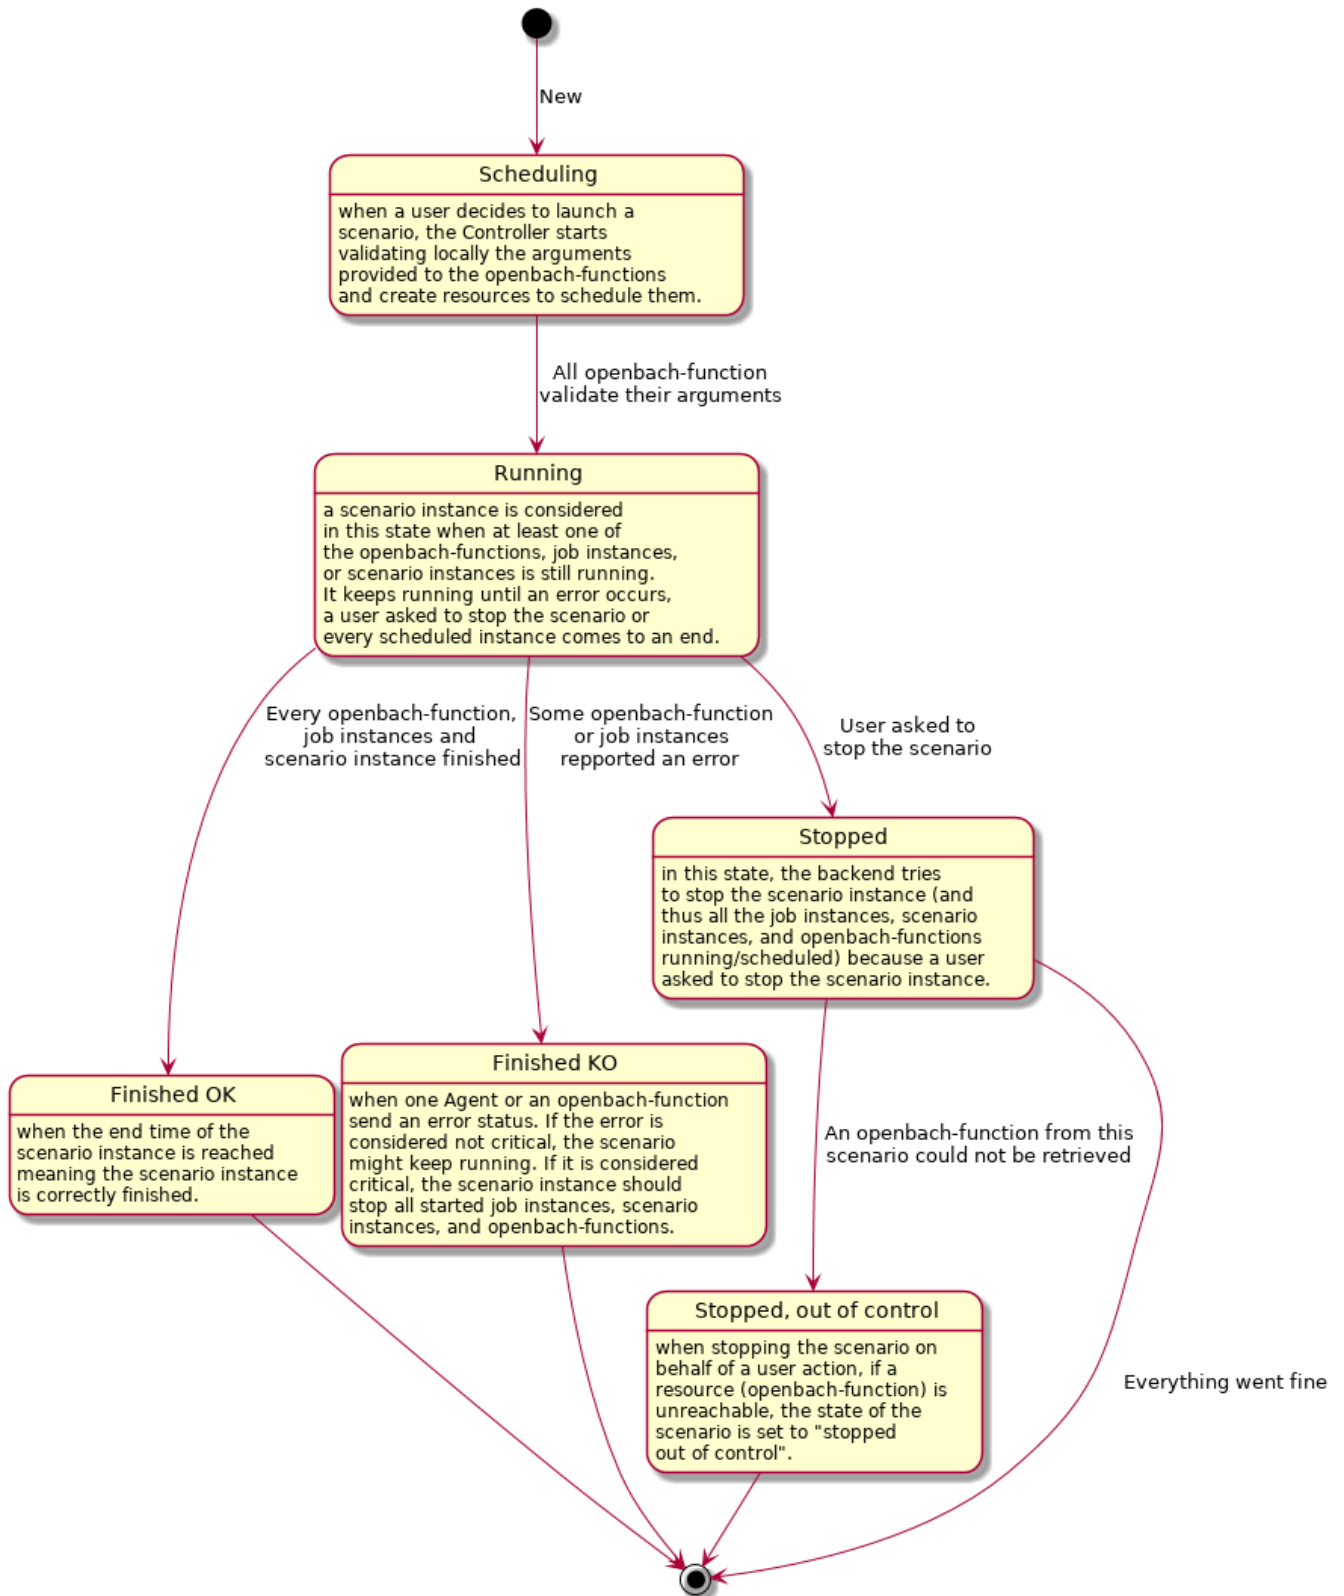 New
Scheduling
when a user decides to launch a
scenario, the Controller starts
validating locally the arguments
provided to the openbach-functions
and create resources to schedule them.
All openbach-function
validate their arguments
Running
a scenario instance is considered
in this state when at least one of
the openbach-functions, job instances,
or scenario instances is still running.
It keeps running until an error occurs,
a user asked to stop the scenario or
every scheduled instance comes to an end.
Every openbach-function,
job instances and
scenario instance finished
Some openbach-function
or job instances
repported an error
User asked to
stop the scenario
Stopped
in this state, the backend tries
to stop the scenario instance (and
thus all the job instances, scenario
instances, and openbach-functions
running/scheduled) because a user
asked to stop the scenario instance.
Finished OK
when the end time of the
scenario instance is reached
meaning the scenario instance
is correctly finished.
Finished KO
when one Agent or an openbach-function
send an error status. If the error is
considered not critical, the scenario
might keep running. If it is considered
critical, the scenario instance should
stop all started job instances, scenario
instances, and openbach-functions.
An openbach-function from this
scenario could not be retrieved
Stopped, out of control
when stopping the scenario on
behalf of a user action, if a
resource (openbach-function) is
unreachable, the state of the
scenario is set to "stopped
out of control".
Everything went fine